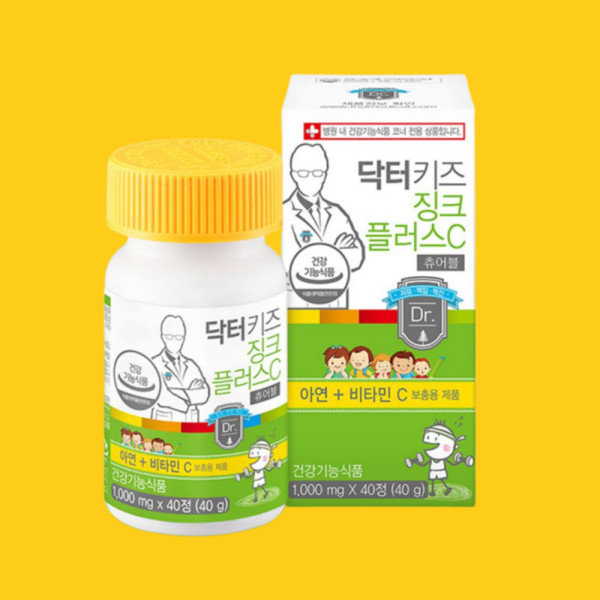 병원 내 건강기능식품 코너 전용 상품입니다.
닥터키즈
징크
플러스C
츄어블
건강
기능식품
Dr.
아연 + 비타민 C 보충용 제품
건강기능식품
1,000 mg X 40정 (40 g)
닥터키즈
징크
플러스C
츄어블
건강
기능식품
Dr.
아연 + 비타민 C 보충용 제품
건강기능식품
1,000 mg x 40정 (40 g)